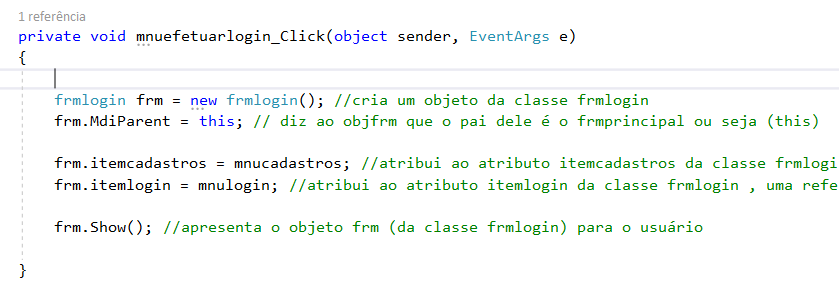 1 referência
private void mnuefetuarlogin_Click(object sender, EventArgs e)
{
frmlogin frm = new frmlogin(); //cria um objeto da classe frmlogin
frm.MdiParent = this; // diz ao objfrm que o pai dele é o frmprincipal ou seja (this)
frm.itemcadastros = mnucadastros; //atribui ao atributo itemcadastros da classe frmlogi
frm.itemlogin = mnulogin; //atribui ao atributo itemlogin da classe frmlogin , uma refe
frm.Show(); //apresenta o objeto frm (da classe frmlogin) para o usuário
}